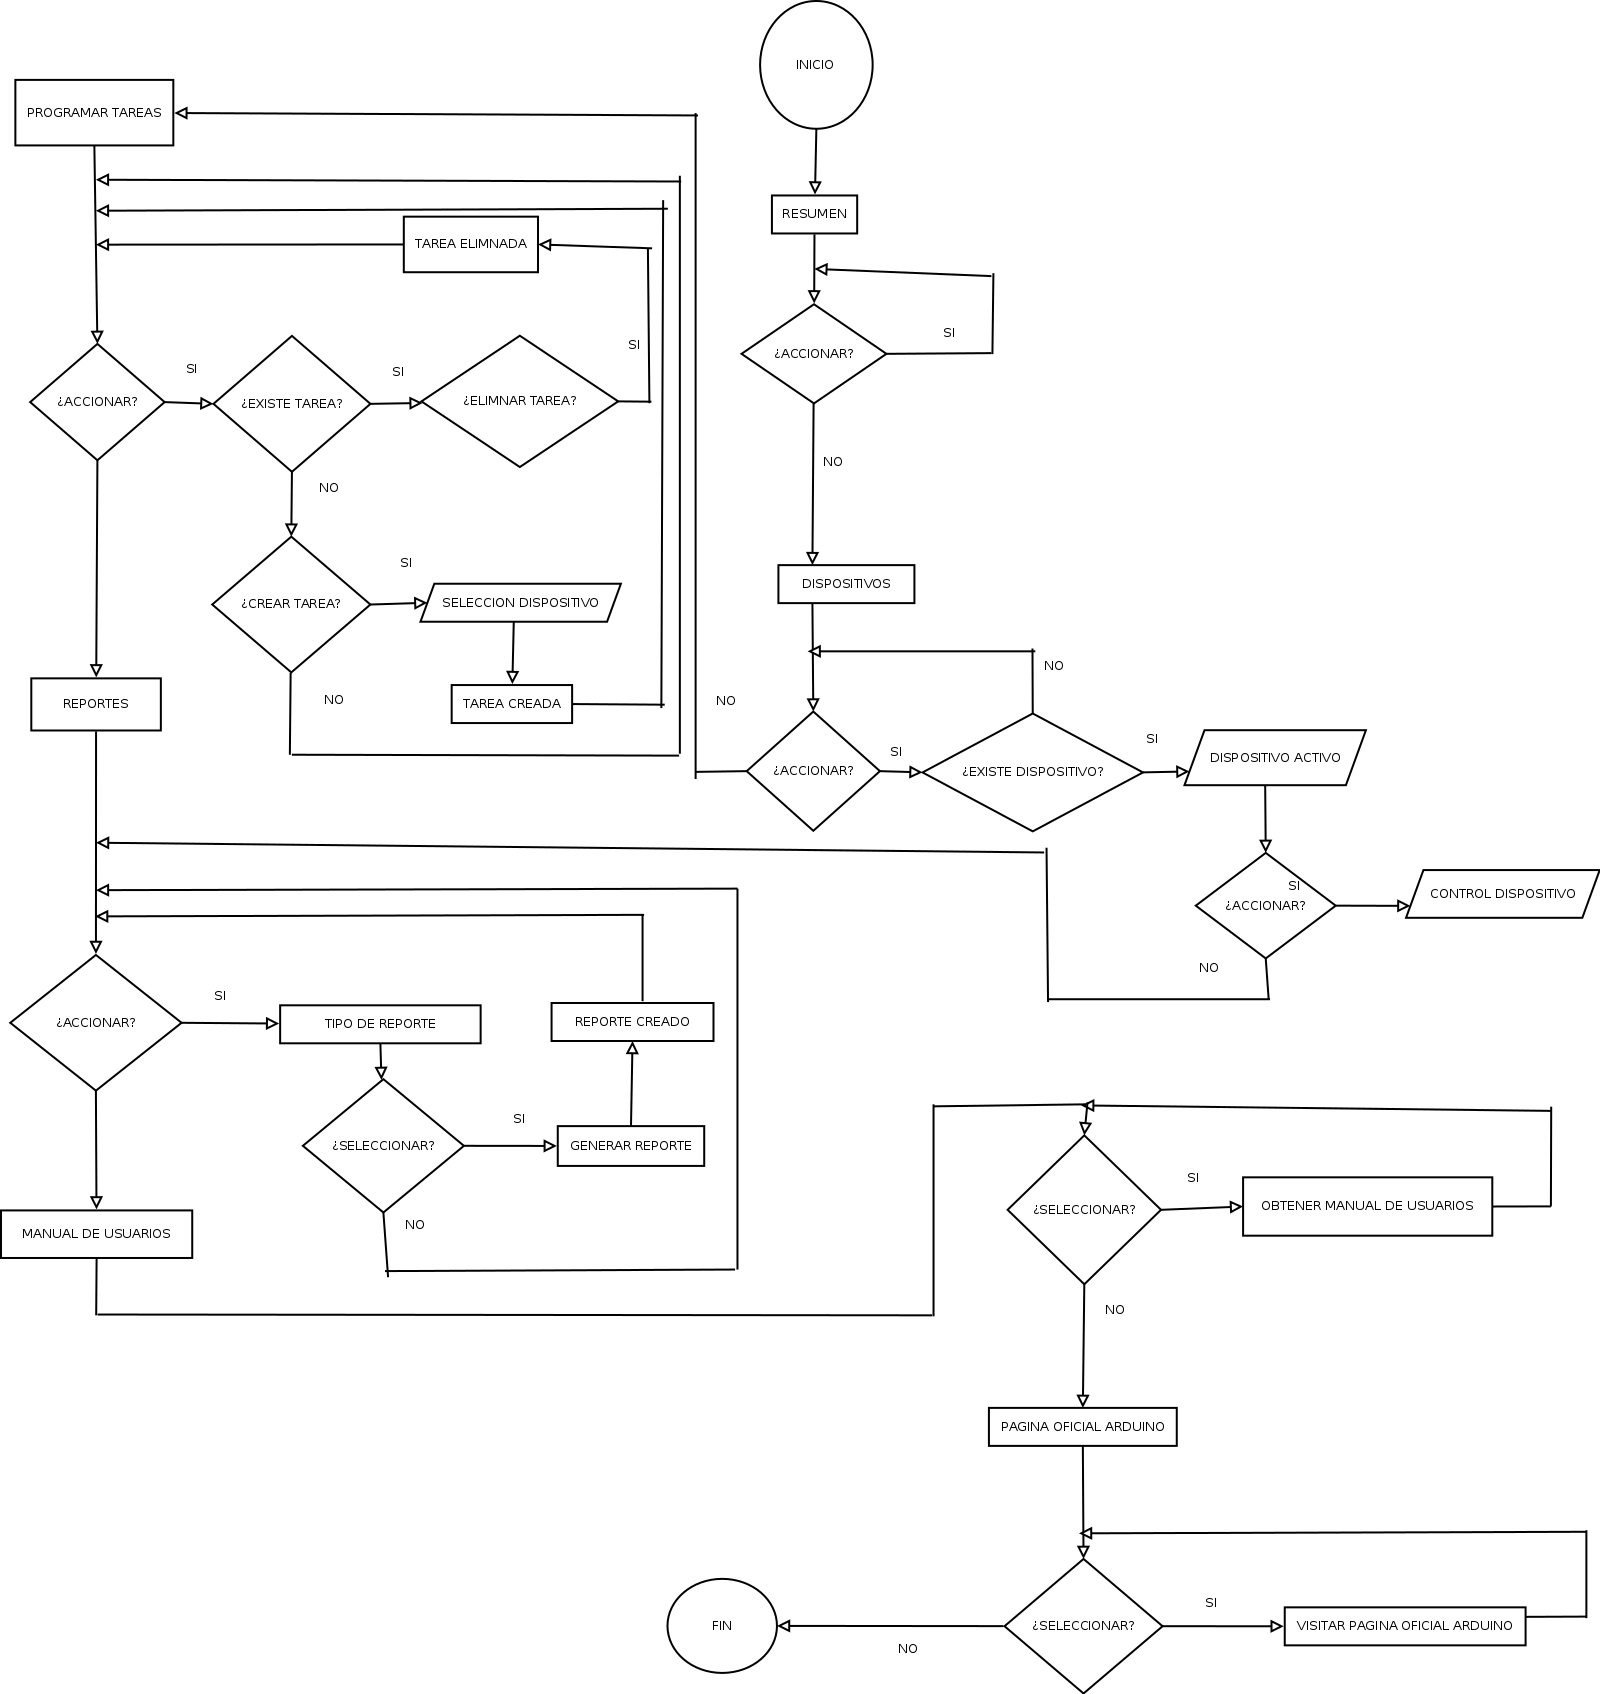 INICIO
PROGRAMAR TAREAS
RESUMEN
TAREA ELIMNADA
SI
SI
¿ACCIONAR?
SI
SI
¿ACCIONAR?
¿EXISTE TAREA?
¿ELIMNAR TAREA?
NO
NO
SI
DISPOSITIVOS
¿CREAR TAREA?
SELECCION DISPOSITIVO
NO
NO
NO
REPORTES
TAREA CREADA
SI
SI
¿ACCIONAR?
¿EXISTE DISPOSITIVO?
DISPOSITIVO ACTIVO
SI
¿ACCIONAR?
CONTROL DISPOSITIVO
NO
SI
¿ACCIONAR?
TIPO DE REPORTE
REPORTE CREADO
SI
¿SELECCIONAR?
GENERAR REPORTE
SI
¿SELECCIONAR?
OBTENER MANUAL DE USUARIOS
NO
MANUAL DE USUARIOS
NO
PAGINA OFICIAL ARDUINO
SI
FIN
¿SELECCIONAR?
VISITAR PAGINA OFICIAL ARDUINO
NO